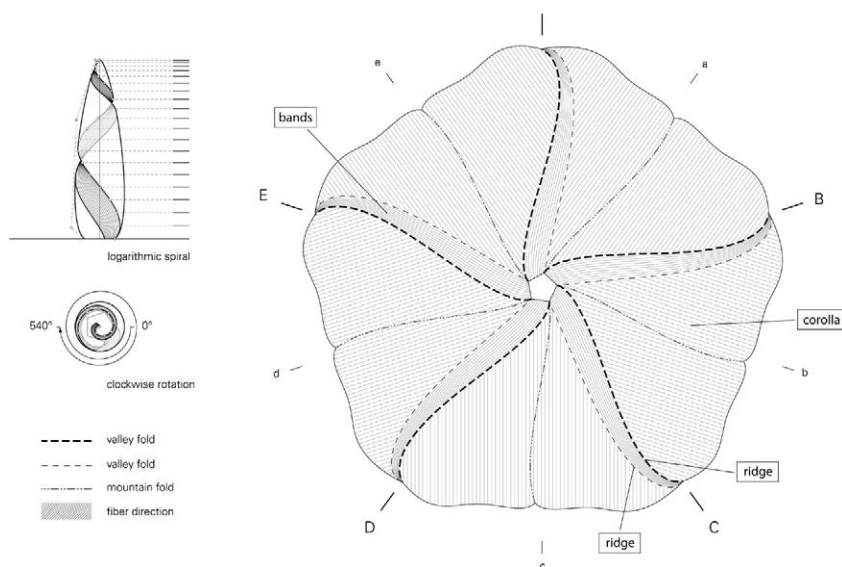 logarithmic spiral
540°
0°
clockwise rotation
valley fold
valley fold
mountain fold
fiber direction
e
a
bands
E
B
corolla
d
b
ridge
D
C
ridge
c